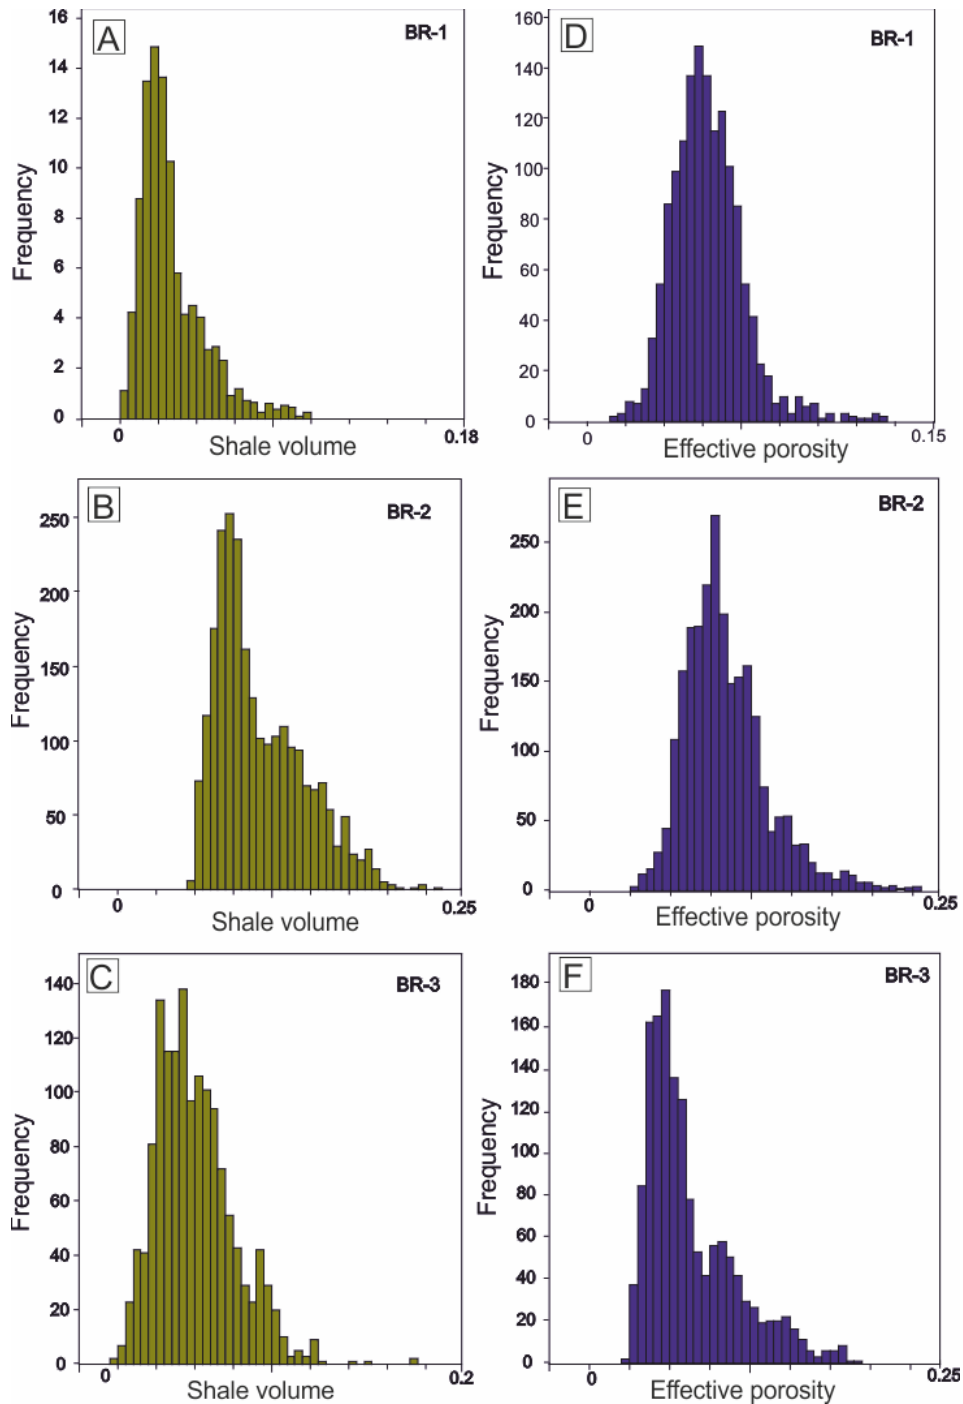 A
BR-1
16
14
12
10
8
6
4
2
0
Frequency
0
0.18
Shale volume
D
BR-1
160
140
120
100
80
60
40
20
0
Frequency
0
0.15
Effective porosity
B
BR-2
250
200
150
100
50
0
Frequency
0
0.25
Shale volume
E
BR-2
250
200
150
100
50
0
Frequency
0
0.25
Effective porosity
C
BR-3
140
120
100
80
60
40
20
0
Frequency
0
0.2
Shale volume
F
BR-3
180
160
140
120
100
80
60
40
20
0
Frequency
0
0.25
Effective porosity